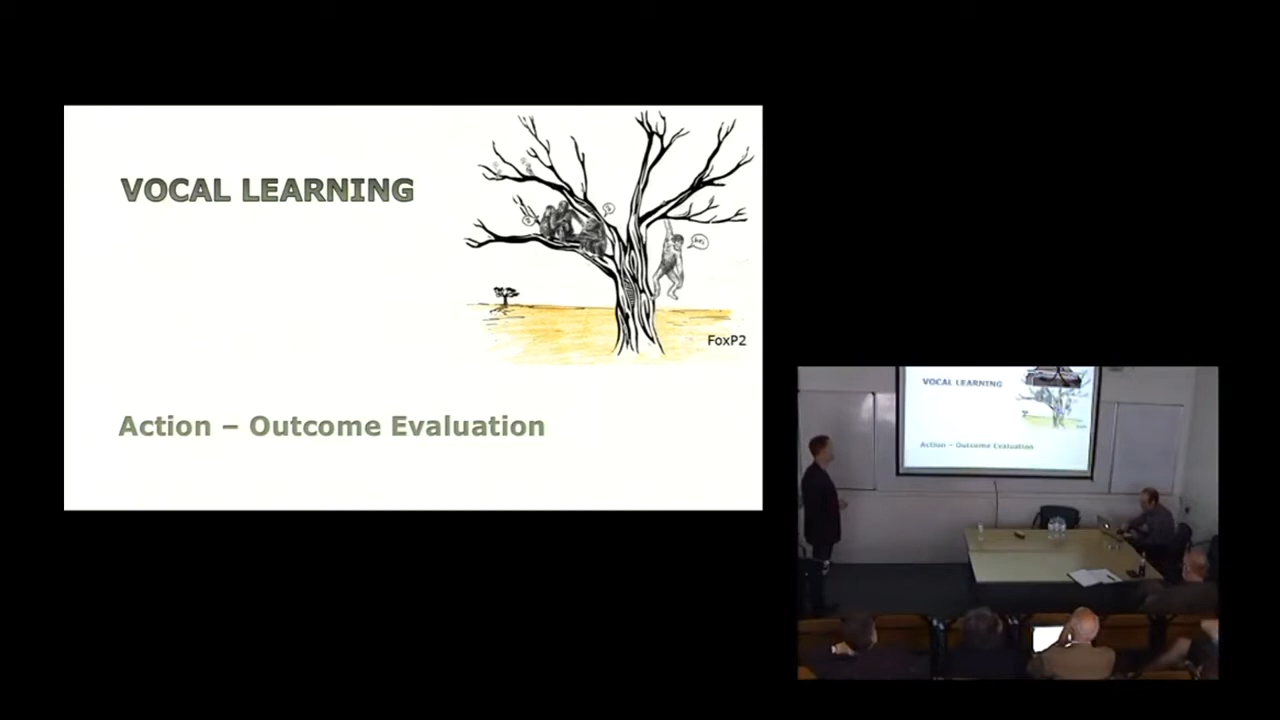 VOCAL LEARNING
FoxP2
Action – Outcome Evaluation
VOCAL LEARNING
Action – Outcome Evaluation